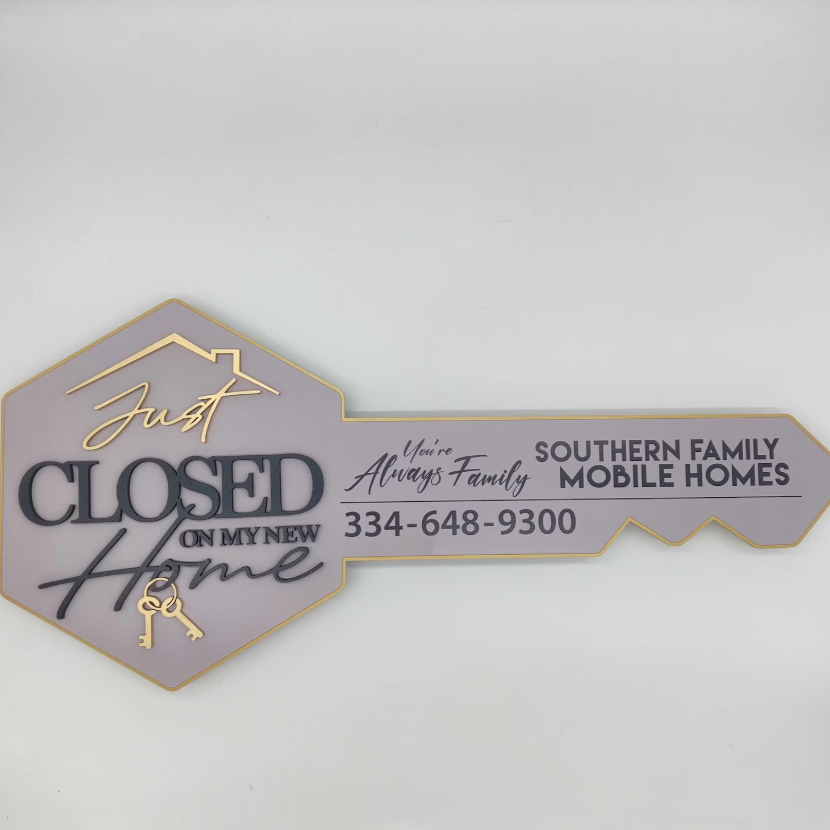 Just
CLOSED
ON MY NEW
Home
You're
Always Family
SOUTHERN FAMILY
MOBILE HOMES
334-648-9300